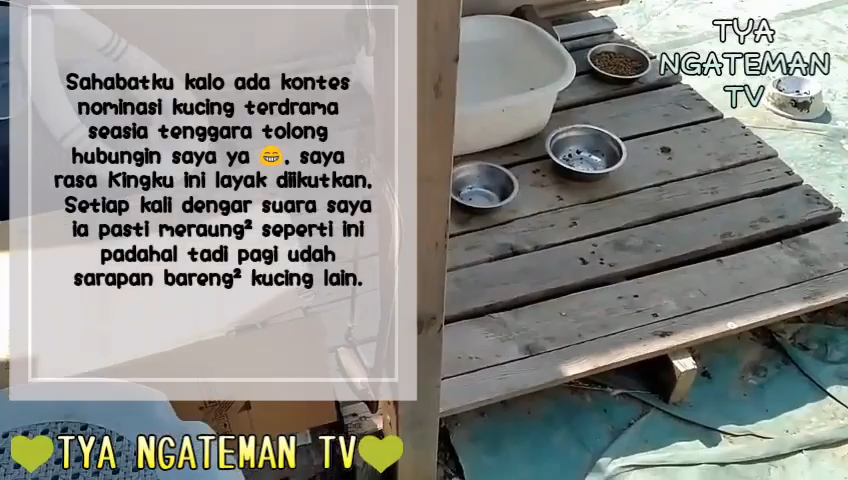 Sahabatku kalo ada kontes
nominasi kucing terdrama
seasia tenggara tolong
hubungin saya ya 😁, saya
rasa Kingku ini layak diikutkan.
Setiap kali dengar suara saya
ia pasti meraung² seperti ini
padahal tadi pagi udah
sarapan bareng² kucing lain.
TYA
NGATEMAN
TV
TYA NGATEMAN TV